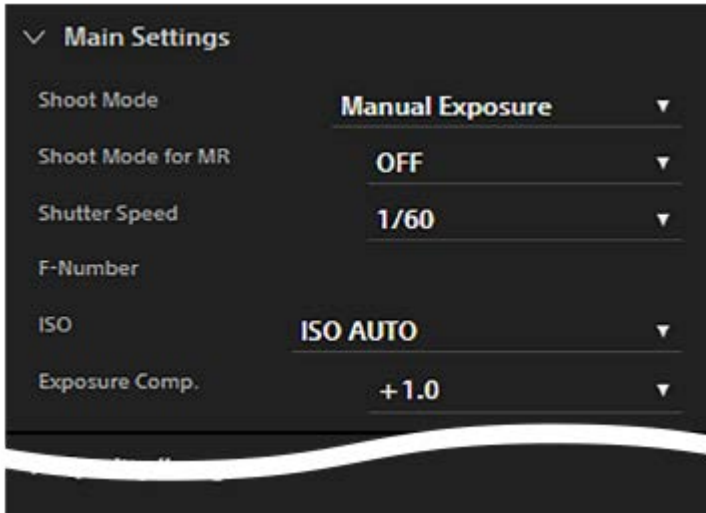 Main Settings
Shoot Mode Manual Exposure
Shoot Mode for MR OFF
Shutter Speed 1/60
F-Number
ISO ISO AUTO
Exposure Comp. +1.0